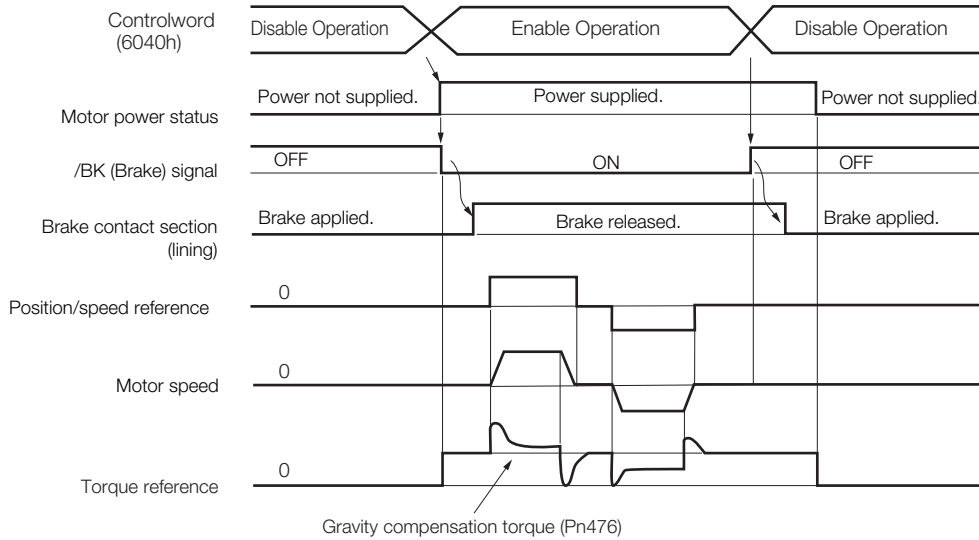 Controlword
(6040h)
Disable Operation
Enable Operation
Disable Operation
Motor power status
Power not supplied.
Power supplied.
Power not supplied.
/BK (Brake) signal
OFF
ON
OFF
Brake contact section
(lining)
Brake applied.
Brake released.
Brake applied.
Position/speed reference
0
Motor speed
0
Torque reference
0
Gravity compensation torque (Pn476)